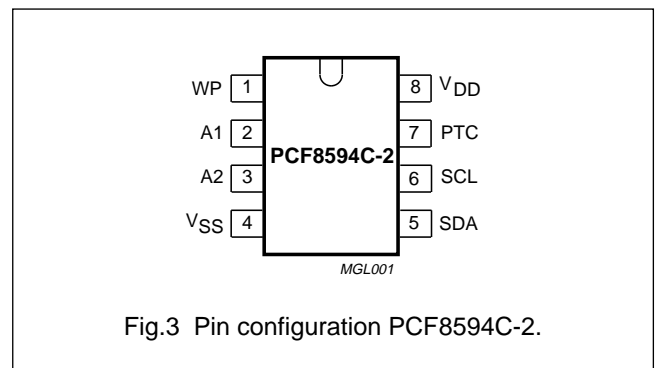 WP 1 8 VDD
A1 2 7 PTC
PCF8594C-2
A2 3 6 SCL
VSS 4 5 SDA
MGL001
Fig.3 Pin configuration PCF8594C-2.